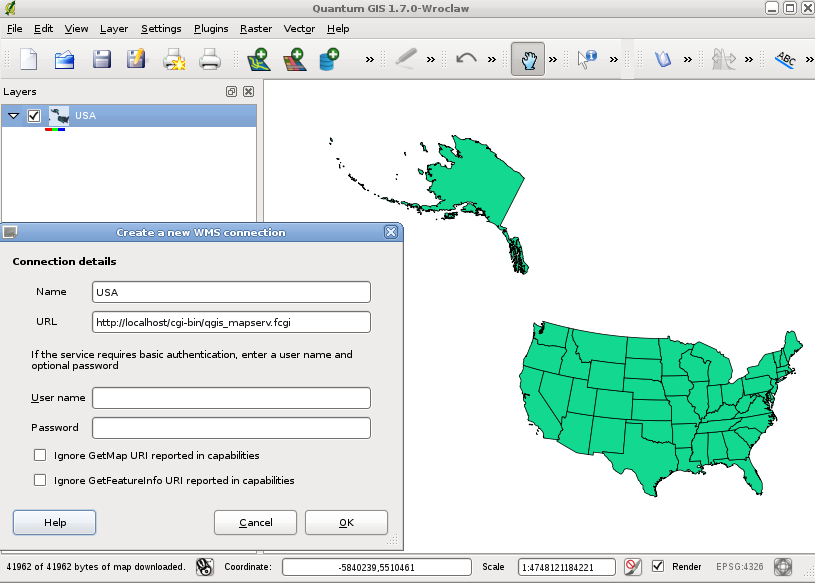 Quantum GIS 1.7.0-Wroclaw
File Edit View Layer Settings Plugins Raster Vector Help
ABC
Layers
USA
Create a new WMS connection
Connection details
Name USA
URL http://localhost/cgi-bin/qgis_mapserv.fcgi
If the service requires basic authentication, enter a user name and
optional password
User name
Password
Ignore GetMap URI reported in capabilities
Ignore GetFeatureInfo URI reported in capabilities
Help Cancel OK
41962 of 41962 bytes of map downloaded. Coordinate: -5840239,5510461 Scale 1:4748121184221 Render EPSG:4326